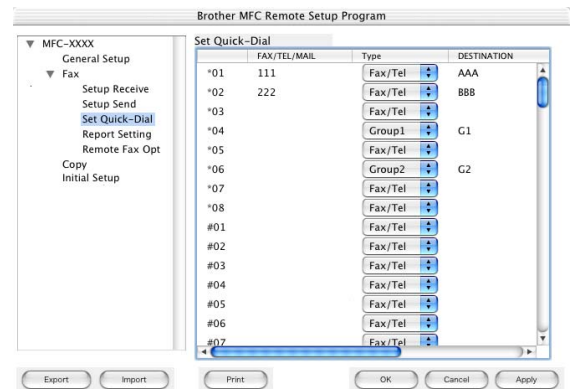 Brother MFC Remote Setup Program
MFC-XXXX
General Setup
Fax
Setup Receive
Setup Send
Set Quick-Dial
Report Setting
Remote Fax Opt
Copy
Initial Setup
Set Quick-Dial
FAX/TEL/MAIL Type DESTINATION
*01 111 Fax/Tel AAA
*02 222 Fax/Tel BBB
*03 Fax/Tel
*04 Group1 G1
*05 Fax/Tel
*06 Group2 G2
*07 Fax/Tel
*08 Fax/Tel
#01 Fax/Tel
#02 Fax/Tel
#03 Fax/Tel
#04 Fax/Tel
#05 Fax/Tel
#06 Fax/Tel
#07 Fax/Tel
Export Import Print OK Cancel Apply